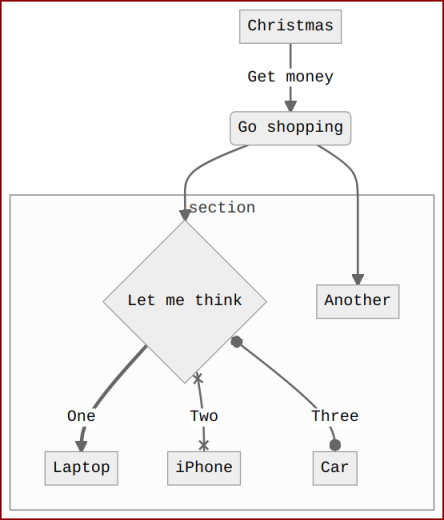 Christmas
Get money
Go shopping
section
Let me think
Another
One
Two
Three
Laptop
iPhone
Car